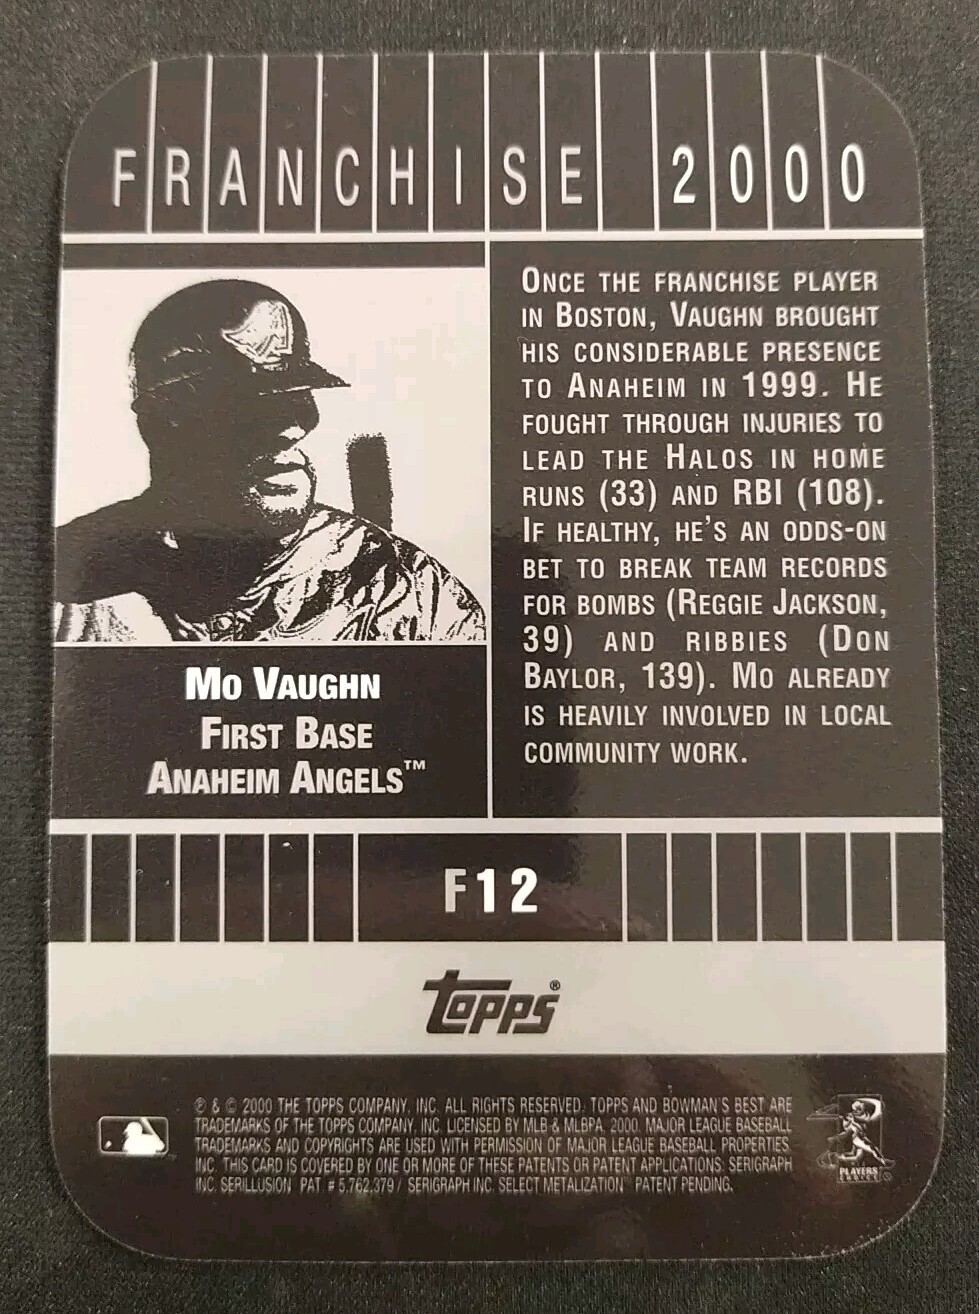 FRANCHISE 2000
ONCE THE FRANCHISE PLAYER
IN BOSTON, VAUGHN BROUGHT
HIS CONSIDERABLE PRESENCE
TO ANAHEIM IN 1999. HE
FOUGHT THROUGH INJURIES TO
LEAD THE HALOS IN HOME
RUNS (33) AND RBI (108).
IF HEALTHY, HE'S AN ODDS-ON
BET TO BREAK TEAM RECORDS
FOR BOMBS (REGGIE JACKSON,
39) AND RIBBIES (DON
BAYLOR, 139). MO ALREADY
IS HEAVILY INVOLVED IN LOCAL
COMMUNITY WORK.
MO VAUGHN
FIRST BASE
ANAHEIM ANGELS™
F12
TOPPS®
℗ & © 2000 THE TOPPS COMPANY, INC. ALL RIGHTS RESERVED. TOPPS AND BOWMAN'S BEST ARE
TRADEMARKS OF THE TOPPS COMPANY, INC. LICENSED BY MLB & MLBPA, 2000. MAJOR LEAGUE BASEBALL
TRADEMARKS AND COPYRIGHTS ARE USED WITH PERMISSION OF MAJOR LEAGUE BASEBALL PROPERTIES
INC. THIS CARD IS COVERED BY ONE OR MORE OF THESE PATENTS OR PATENT APPLICATIONS: SERIGRAPH
INC. SERILLUSION PAT # 5,762,379 / SERIGRAPH INC. SELECT METALIZATION PATENT PENDING.
PLAYERS
CHOICE